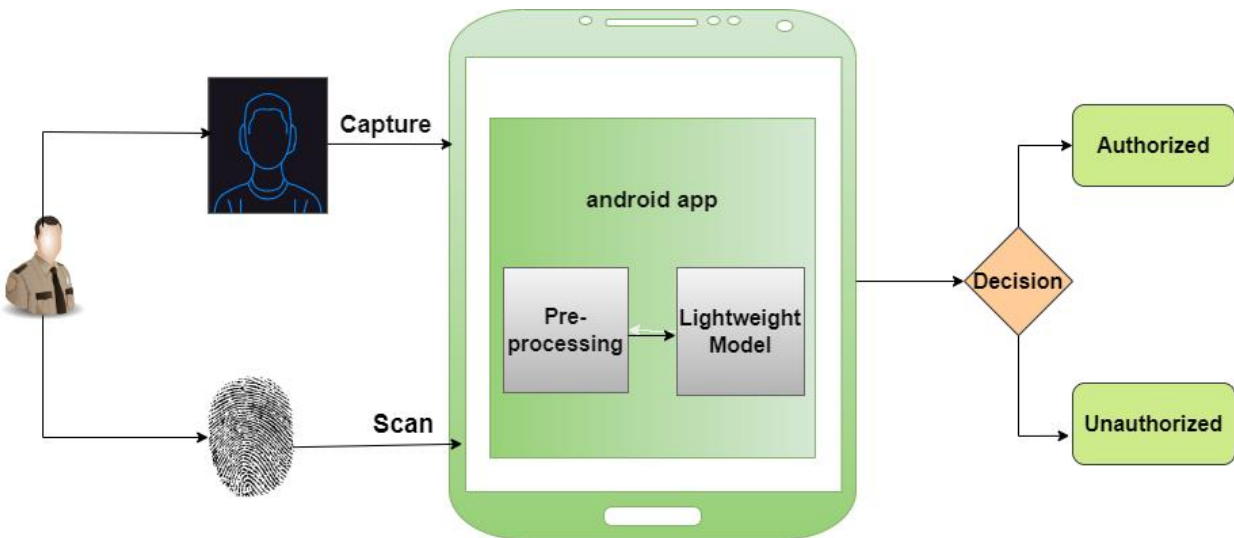 Capture
Authorized
android app
Decision
Pre-
processing
Lightweight
Model
Scan
Unauthorized